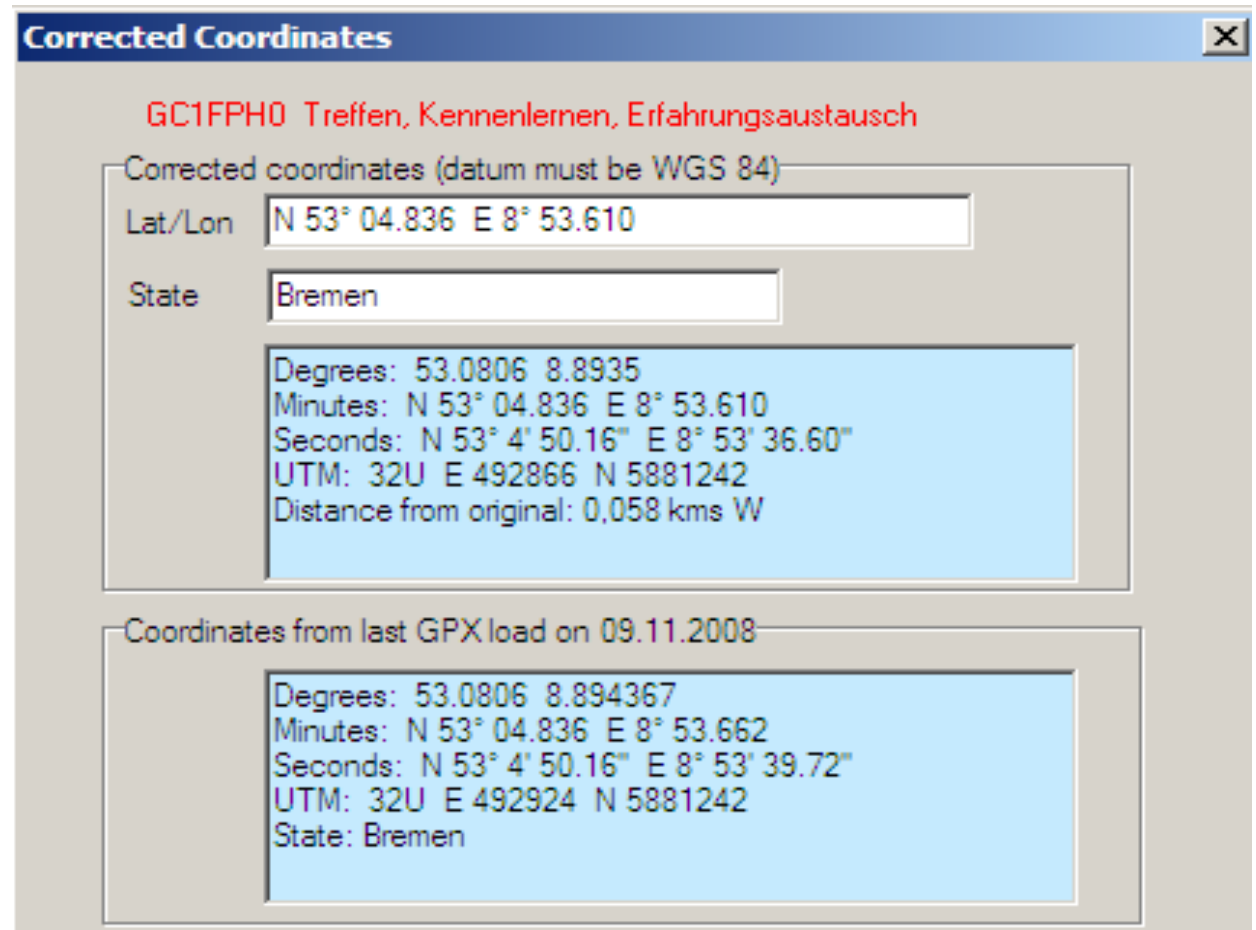 Corrected Coordinates
GC1FPH0 Treffen, Kennenlernen, Erfahrungsaustausch
Corrected coordinates (datum must be WGS 84)
Lat/Lon N 53° 04.836 E 8° 53.610
State Bremen
Degrees: 53.0806 8.8935
Minutes: N 53° 04.836 E 8° 53.610
Seconds: N 53° 4' 50.16" E 8° 53' 36.60"
UTM: 32U E 492866 N 5881242
Distance from original: 0,058 kms W
Coordinates from last GPX load on 09.11.2008
Degrees: 53.0806 8.894367
Minutes: N 53° 04.836 E 8° 53.662
Seconds: N 53° 4' 50.16" E 8° 53' 39.72"
UTM: 32U E 492924 N 5881242
State: Bremen